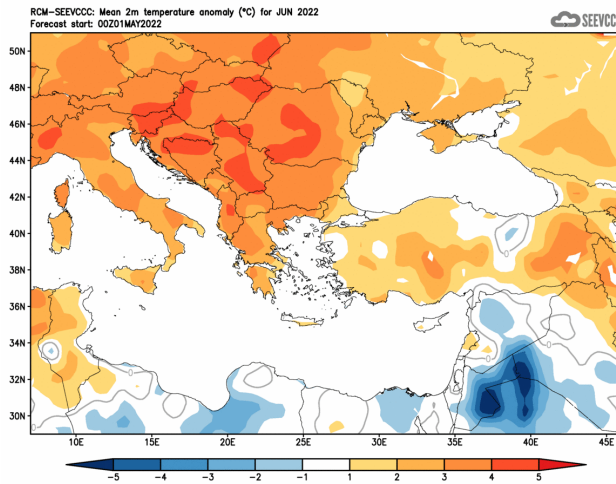 RCM-SEEVCCC: Mean 2m temperature anomaly (°C) for JUN 2022
Forecast start: 00Z01MAY2022
SEEVCCC
50N
48N
46N
44N
42N
40N
38N
36N
34N
32N
30N
10E 15E 20E 25E 30E 35E 40E 45E
-5 -4 -3 -2 -1 1 2 3 4 5